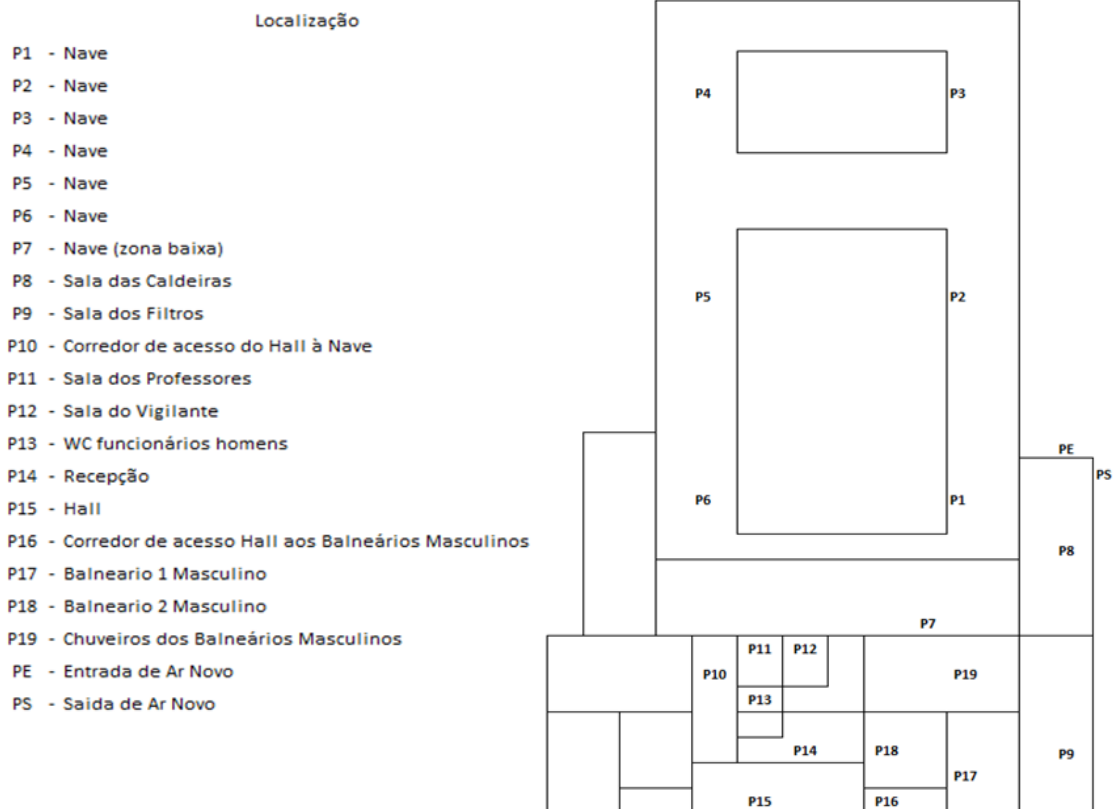 Localização
P1 - Nave
P2 - Nave
P3 - Nave
P4 - Nave
P5 - Nave
P6 - Nave
P7 - Nave (zona baixa)
P8 - Sala das Caldeiras
P9 - Sala dos Filtros
P10 - Corredor de acesso do Hall à Nave
P11 - Sala dos Professores
P12 - Sala do Vigilante
P13 - WC funcionários homens
P14 - Recepção
P15 - Hall
P16 - Corredor de acesso Hall aos Balneários Masculinos
P17 - Balneario 1 Masculino
P18 - Balneario 2 Masculino
P19 - Chuveiros dos Balneários Masculinos
PE - Entrada de Ar Novo
PS - Saida de Ar Novo
P4 P3
P5 P2
PE
PS
P6 P1
P8
P7
P11 P12
P10 P19
P13
P14 P18 P9
P17
P15 P16